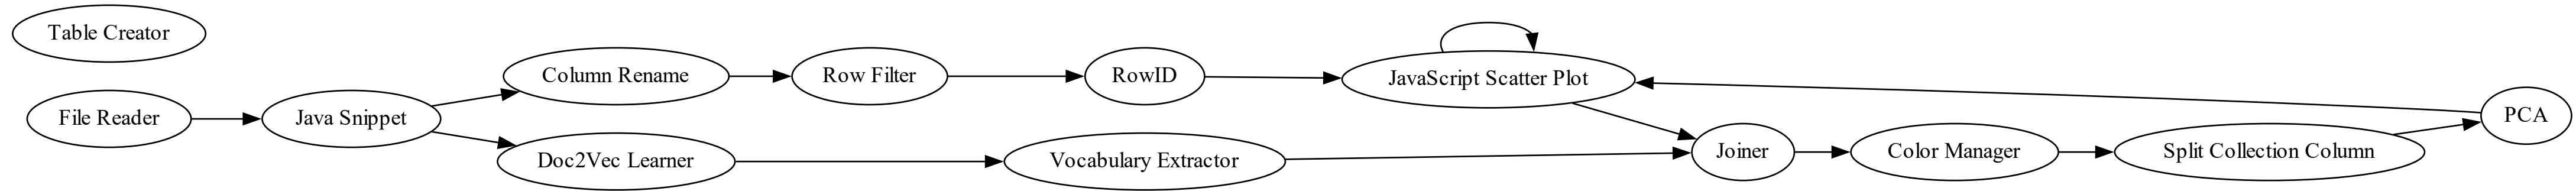 Table Creator
File Reader
Java Snippet
Column Rename
Row Filter
RowID
JavaScript Scatter Plot
Doc2Vec Learner
Vocabulary Extractor
Joiner
Color Manager
Split Collection Column
PCA